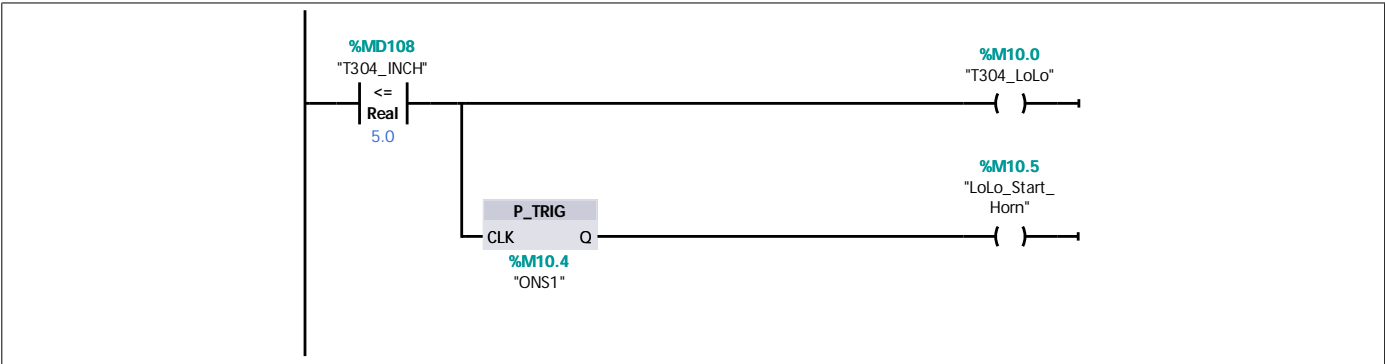 %MD108
"T304_INCH"
<=
Real
5.0
%M10.0
"T304_LoLo"
P_TRIG
CLK Q
%M10.4
"ONS1"
%M10.5
"LoLo_Start_
Horn"